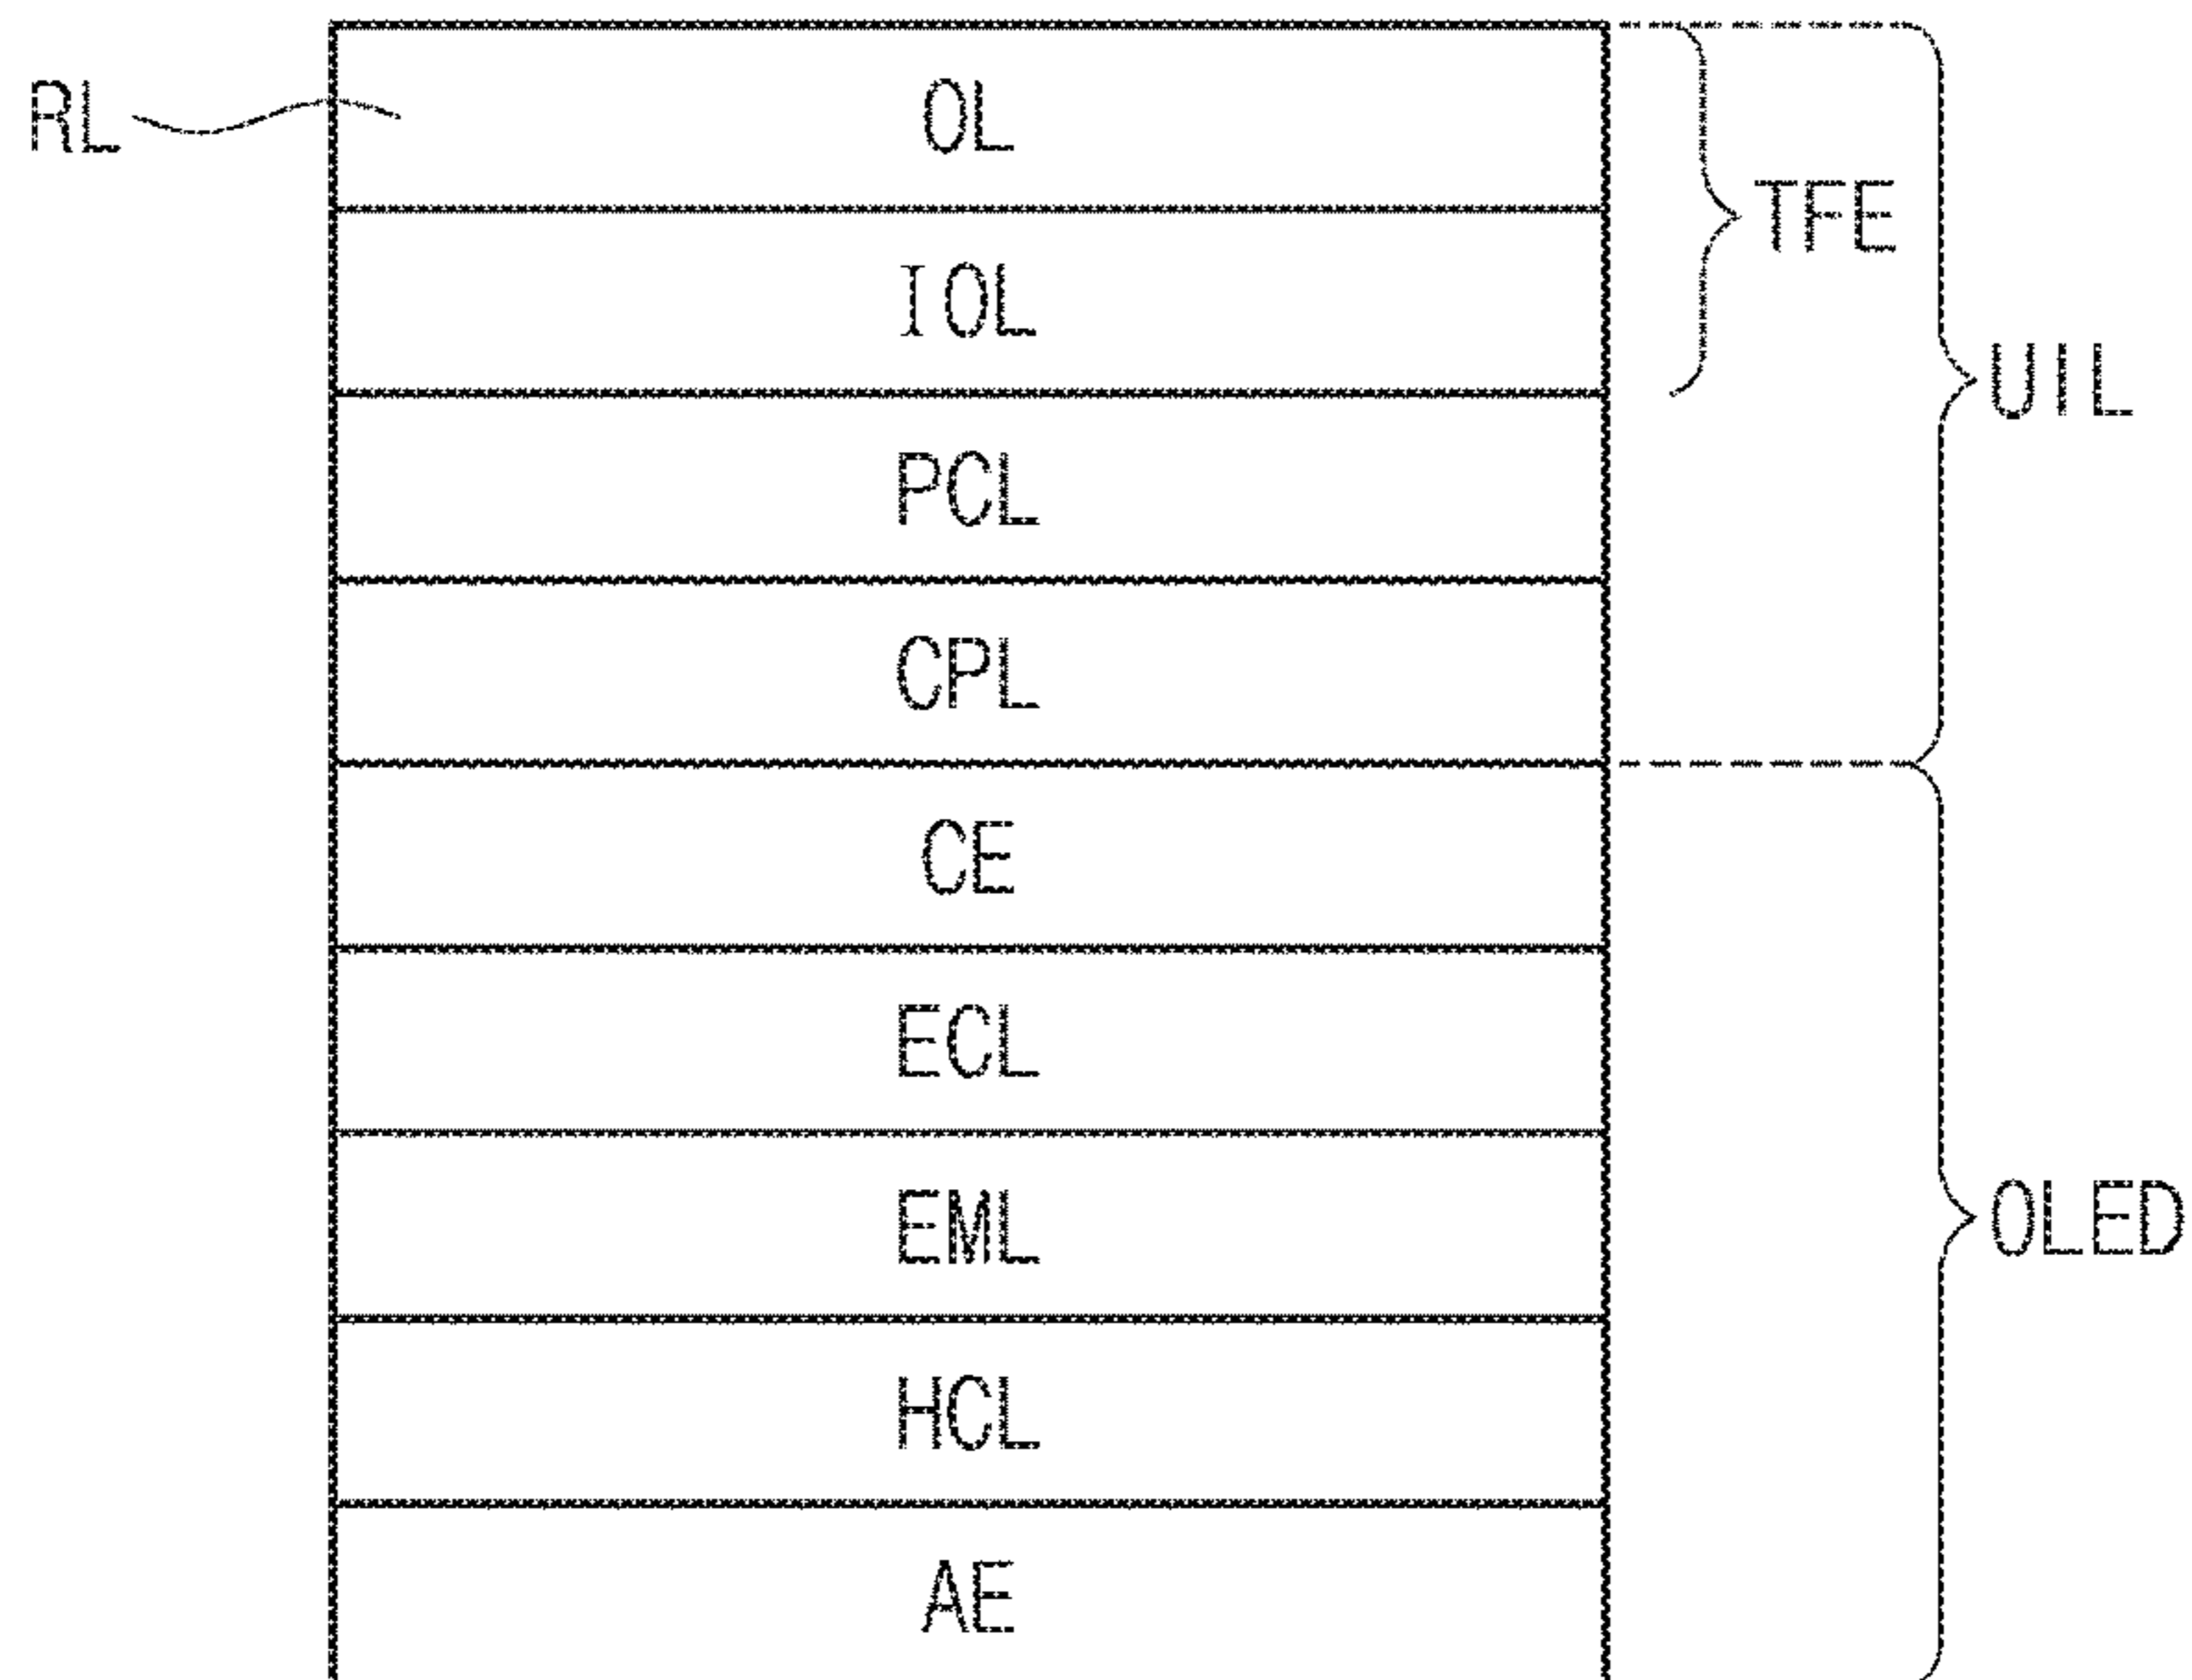 RL
OL
TFE
IOL
UIL
PCL
CPL
CE
ECL
EML
OLED
HCL
AE